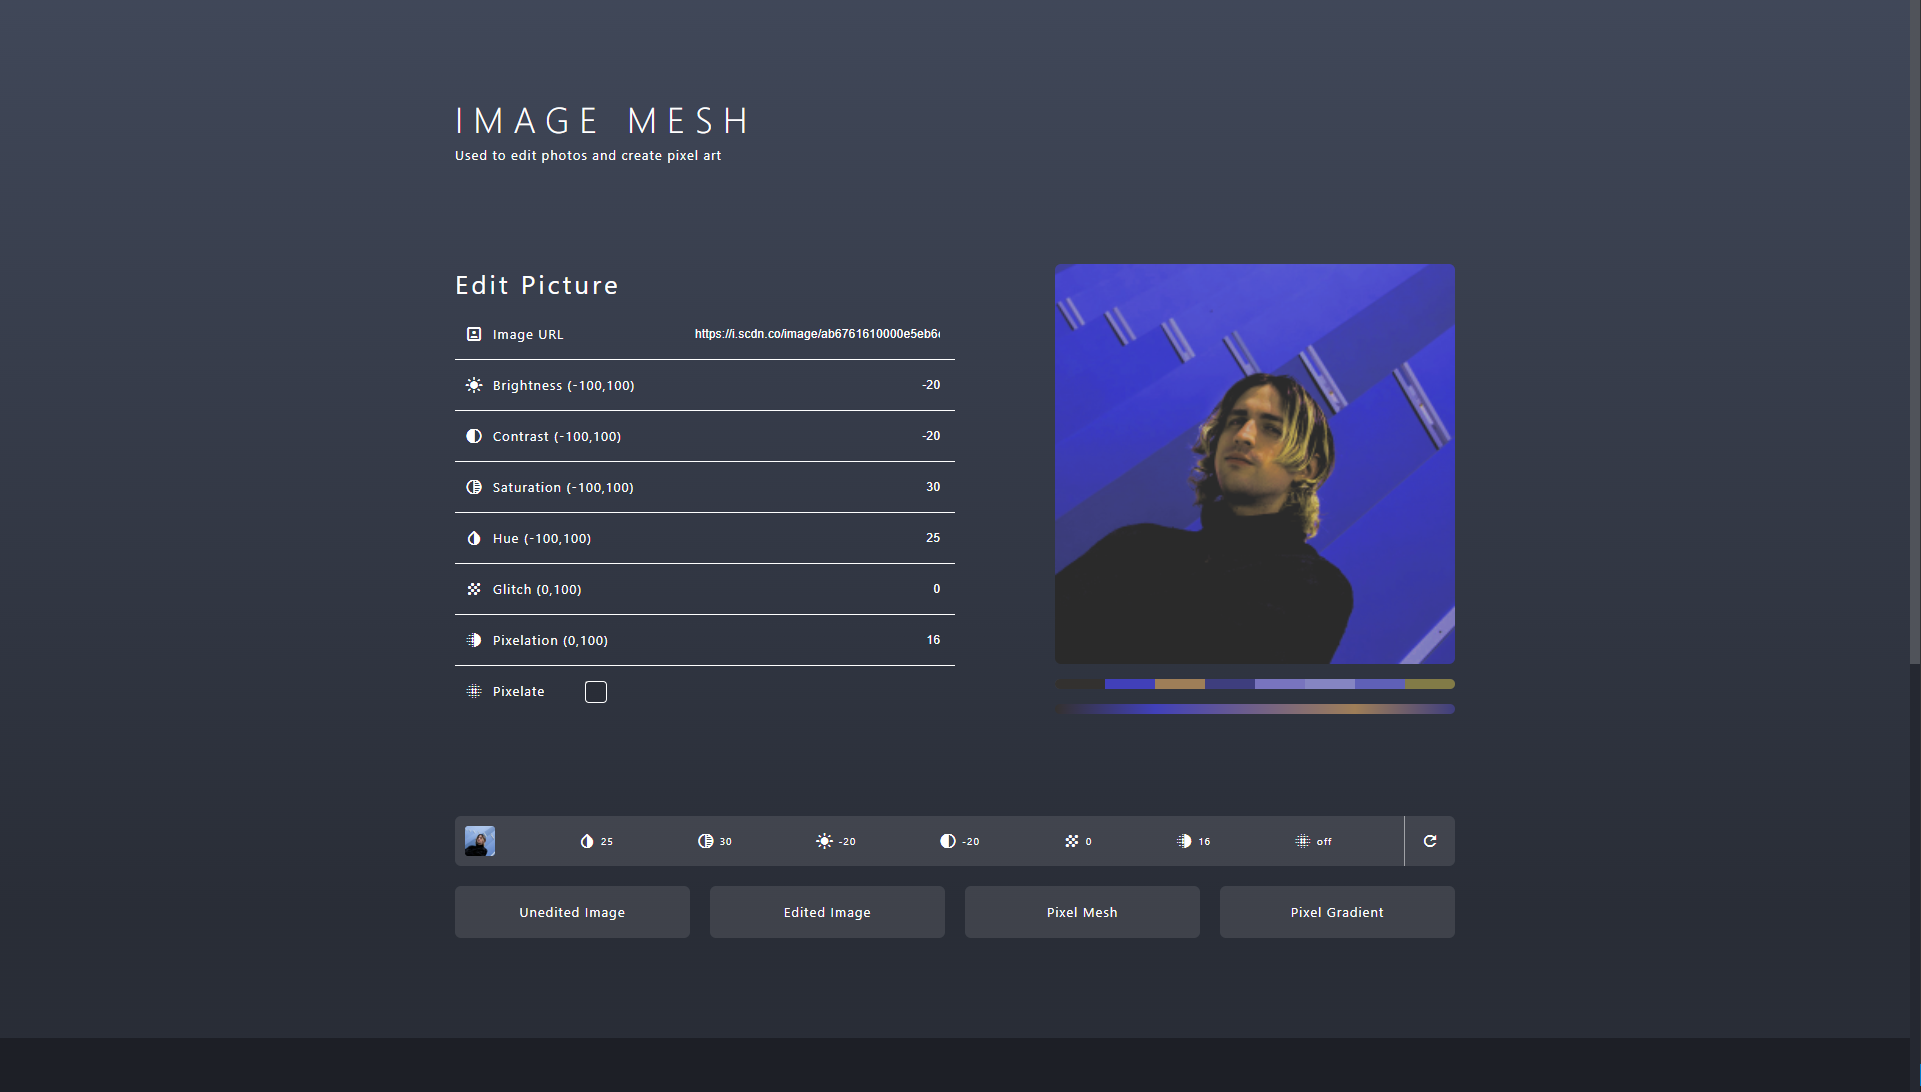 IMAGE MESH
Used to edit photos and create pixel art
Edit Picture
Image URL https://i.scdn.co/image/ab6761610000e5eb6
Brightness (-100,100) -20
Contrast (-100,100) -20
Saturation (-100,100) 30
Hue (-100,100) 25
Glitch (0,100) 0
Pixelation (0,100) 16
Pixelate
25 30 -20 -20 0 16 off
Unedited Image Edited Image Pixel Mesh Pixel Gradient